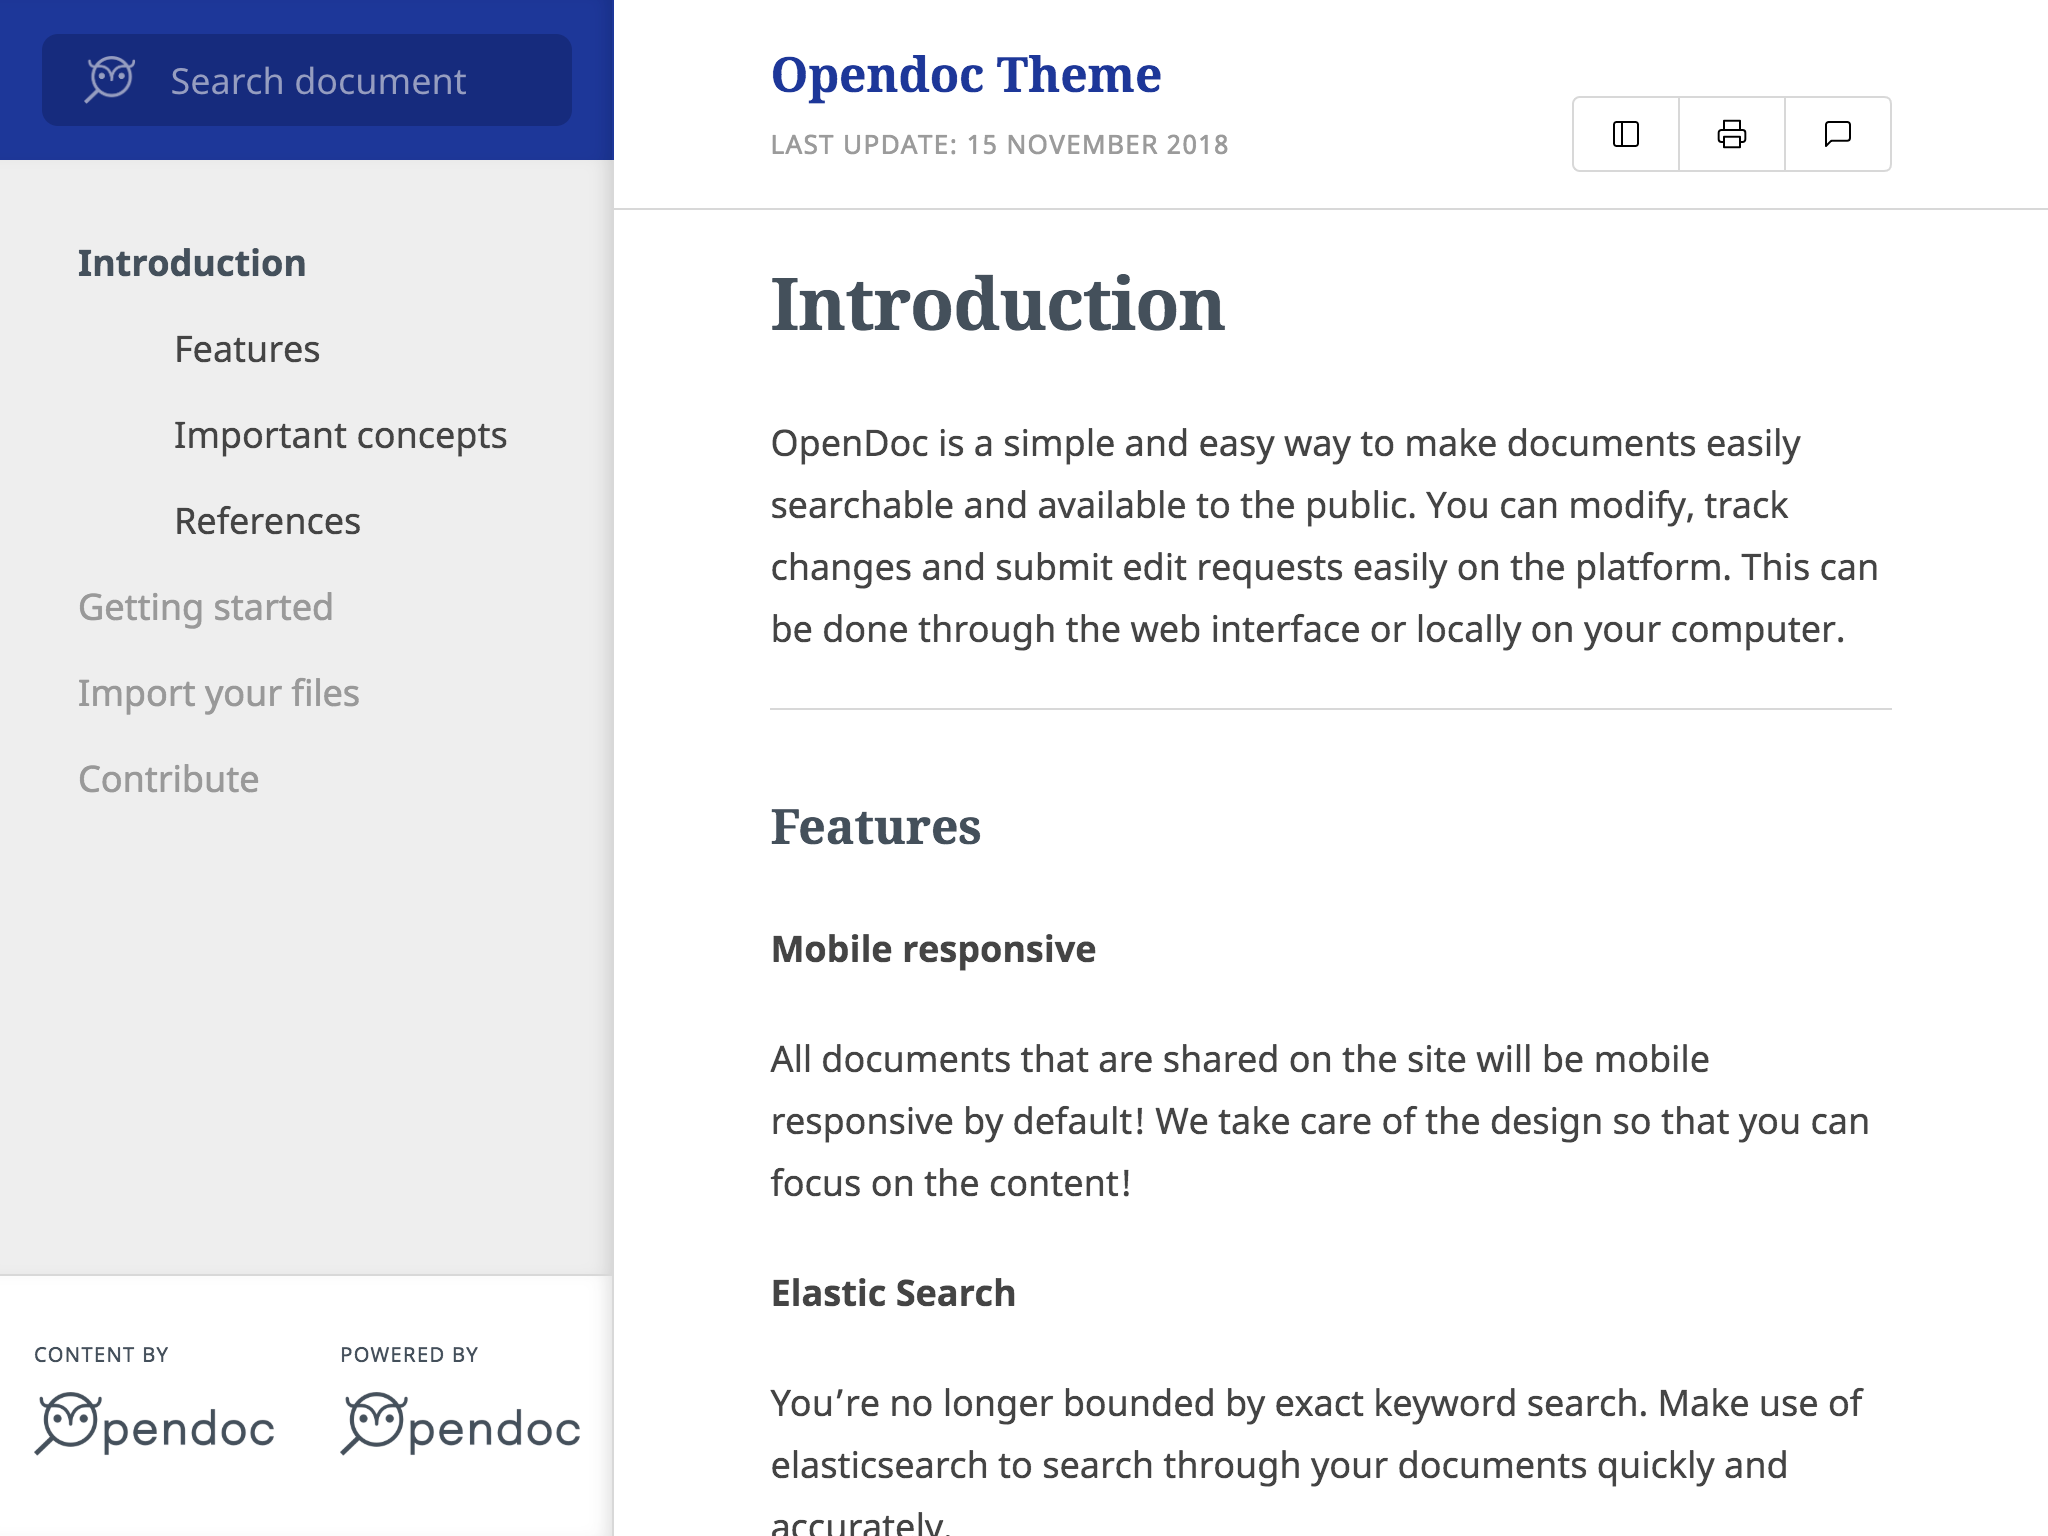 Search document
Introduction
Features
Important concepts
References
Getting started
Import your files
Contribute
CONTENT BY
pendoc
POWERED BY
pendoc
Opendoc Theme
LAST UPDATE: 15 NOVEMBER 2018
Introduction
OpenDoc is a simple and easy way to make documents easily
searchable and available to the public. You can modify, track
changes and submit edit requests easily on the platform. This can
be done through the web interface or locally on your computer.
Features
Mobile responsive
All documents that are shared on the site will be mobile
responsive by default! We take care of the design so that you can
focus on the content!
Elastic Search
You’re no longer bounded by exact keyword search. Make use of
elasticsearch to search through your documents quickly and
accurately.